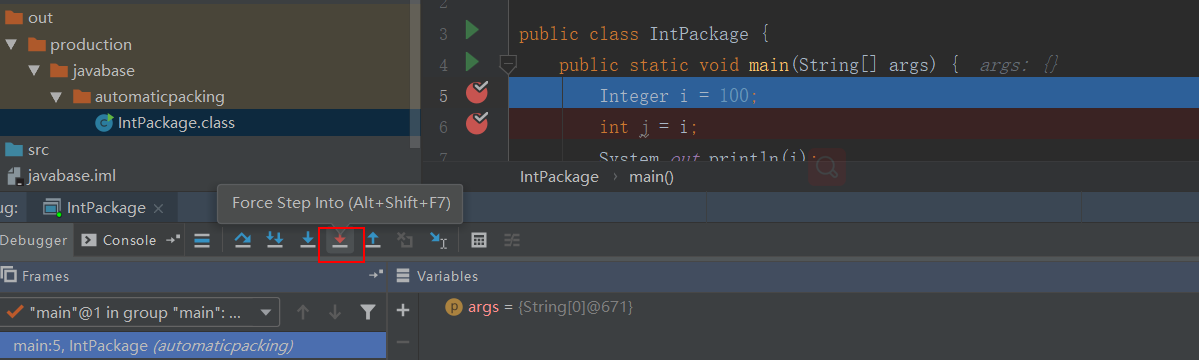 out
production
javabase
automaticpacking
IntPackage.class
src
javabase.iml
2
3 public class IntPackage {
4 public static void main(String[] args) { args: {}
5 Integer i = 100;
6 int j = i;
7 System.out.println(i);
IntPackage › main()
Force Step Into (Alt+Shift+F7)
ug: IntPackage ×
Debugger Console
Frames
Variables
"main"@1 in group "main": ...
p args = {String[0]@671}
main:5, IntPackage (automaticpacking)